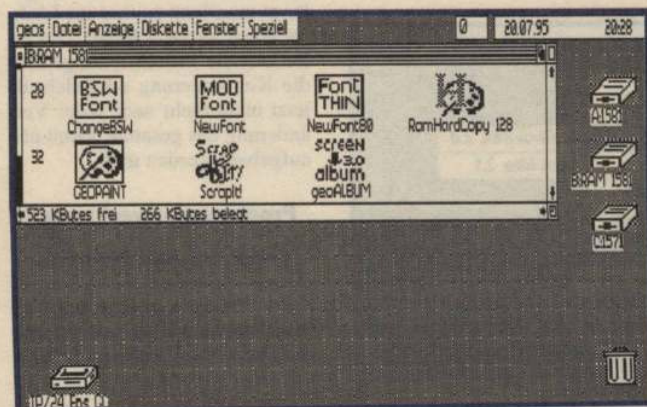 geos Datei Anzeige Diskette Fenster Speziell 0 20.07.95 20:28
B:RAM 1581
28 BSW Font MOD Font Font THIN
ChangeBSW NewFont NewFont80 RamHardCopy 128
A:1581
32 Scrap it! screen 3.0 album
GEOPAINT ScrapIt! geoALBUM
B:RAM 1581
523 KBytes frei 266 KBytes belegt
C:1571